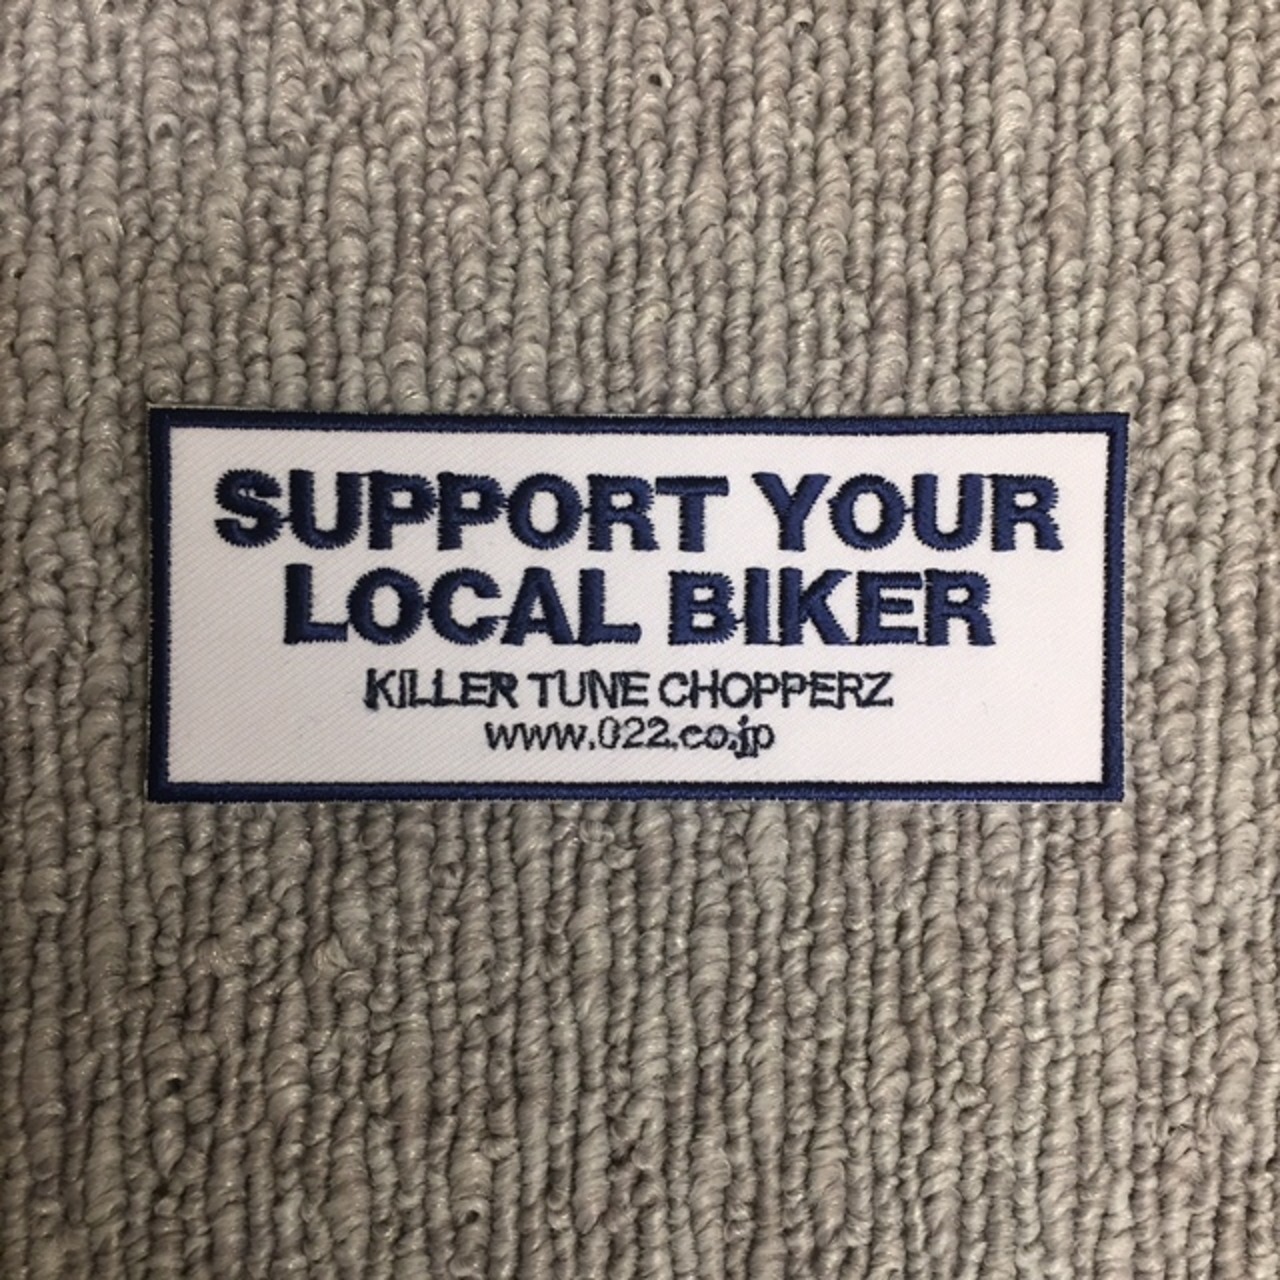 SUPPORT YOUR
LOCAL BIKER
KILLER TUNE CHOPPERZ
www.022.co.jp